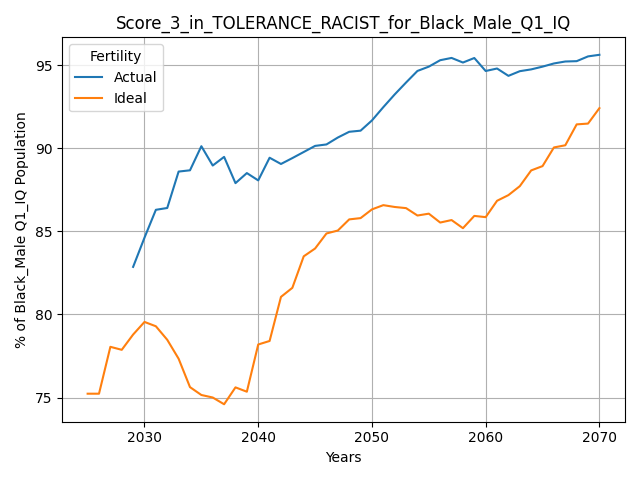 Score_3_in_TOLERANCE_RACIST_for_Black_Male_Q1_IQ
Fertility
Actual
Ideal
95
90
85
80
75
% of Black_Male Q1_IQ Population
2030 2040 2050 2060 2070
Years